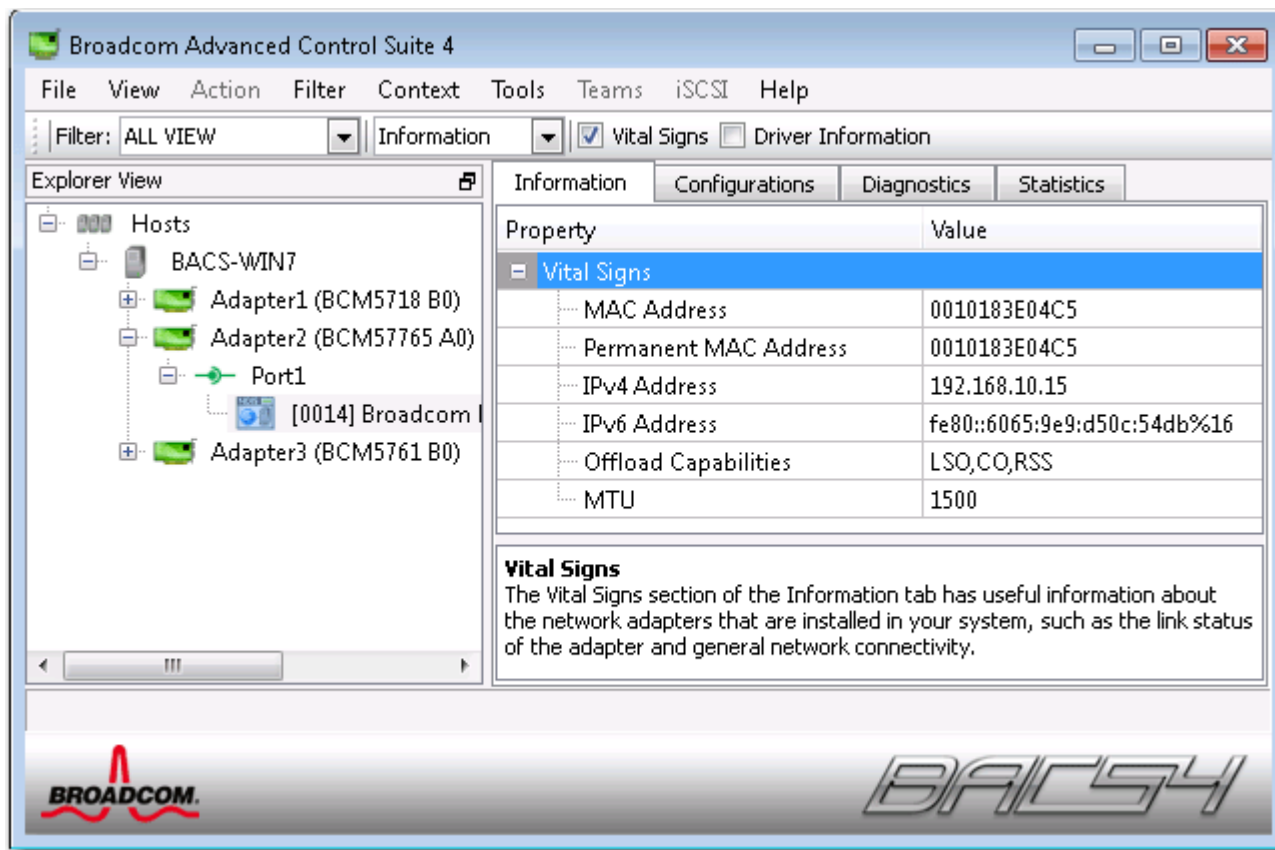 Broadcom Advanced Control Suite 4
File View Action Filter Context Tools Teams iSCSI Help
Filter: ALL VIEW Information Vital Signs Driver Information
Explorer View
Hosts
BACS-WIN7
Adapter1 (BCM5718 B0)
Adapter2 (BCM57765 A0)
Port1
[0014] Broadcom
Adapter3 (BCM5761 B0)
Information Configurations Diagnostics Statistics
Property Value
Vital Signs
MAC Address 0010183E04C5
Permanent MAC Address 0010183E04C5
IPv4 Address 192.168.10.15
IPv6 Address fe80::6065:9e9:d50c:54db%16
Offload Capabilities LSO,CO,RSS
MTU 1500
Vital Signs
The Vital Signs section of the Information tab has useful information about
the network adapters that are installed in your system, such as the link status
of the adapter and general network connectivity.
BROADCOM.
BACS4